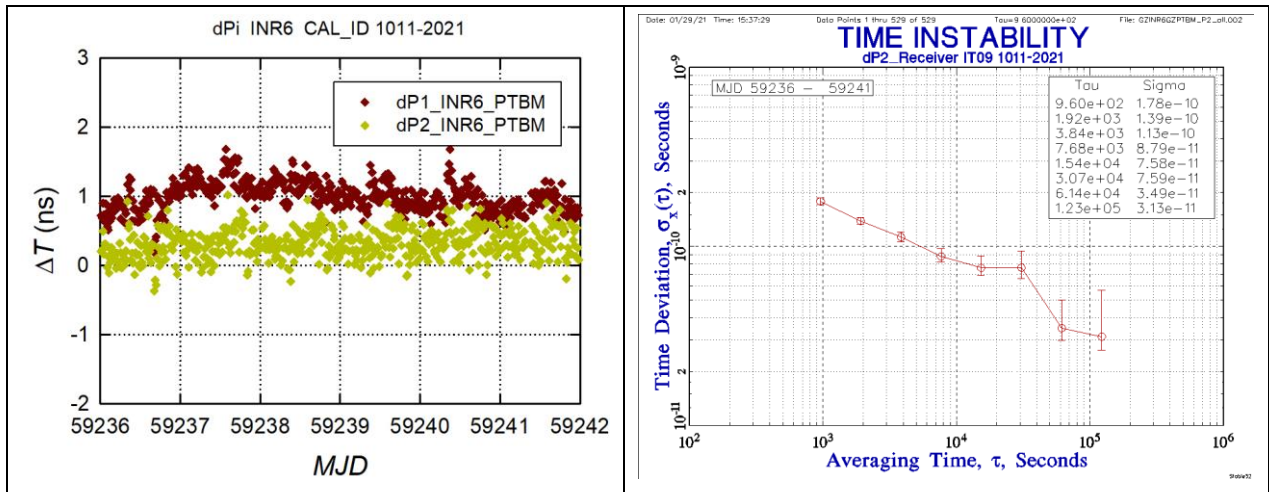 dPi INR6 CAL_ID 1011-2021
3
dP1_INR6_PTBM
dP2_INR6_PTBM
2
1
0
-1
-2
ΔT (ns)
59236 59237 59238 59239 59240 59241 59242
MJD
Date: 01/29/21 Time: 15:37:29 Data Points 1 thru 529 of 529 Tau=9.6000000e+02 File: GZINR6GZPTBM_P2_all.002
TIME INSTABILITY
dP2_Receiver IT09 1011-2021
10⁻⁹
MJD 59236 – 59241
Tau Sigma
9.60e+02 1.78e-10
1.92e+03 1.39e-10
3.84e+03 1.13e-10
7.68e+03 8.79e-11
1.54e+04 7.58e-11
3.07e+04 7.59e-11
6.14e+04 3.49e-11
1.23e+05 3.13e-11
2
10⁻¹⁰
2
10⁻¹¹
Time Deviation, σₓ(τ), Seconds
10² 10³ 10⁴ 10⁵ 10⁶
Averaging Time, τ, Seconds
Stable32